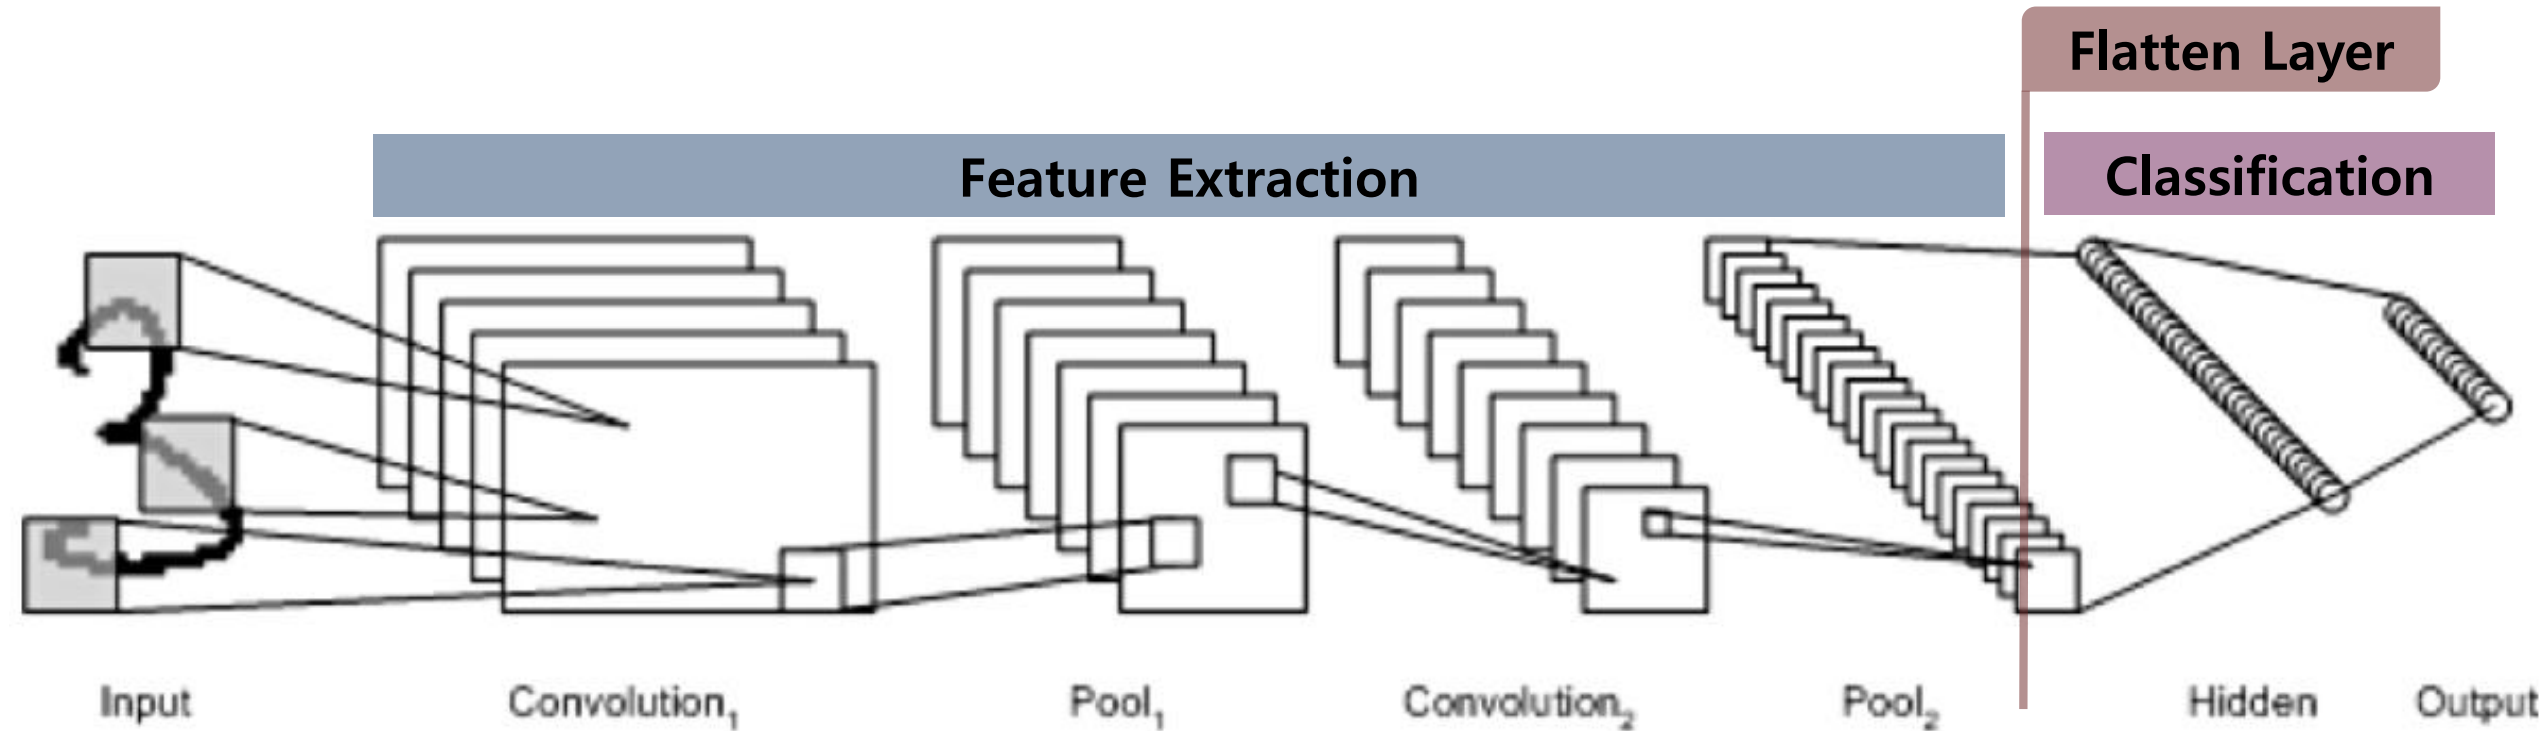 Flatten Layer
Feature Extraction
Classification
Input
Convolution₁
Pool₁
Convolution₂
Pool₂
Hidden
Output